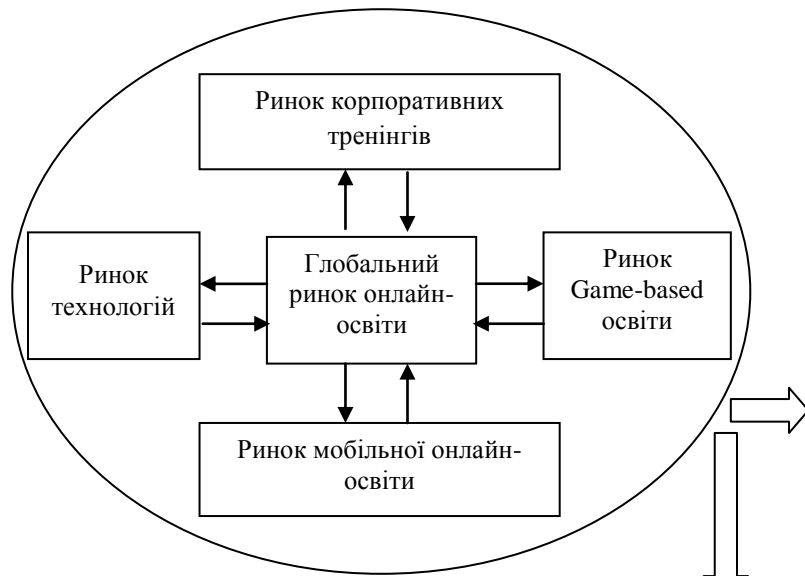 Ринок корпоративних
тренінгів
Ринок
технологій
Глобальний
ринок онлайн-
освіти
Ринок
Game-based
освіти
Ринок мобільної онлайн-
освіти